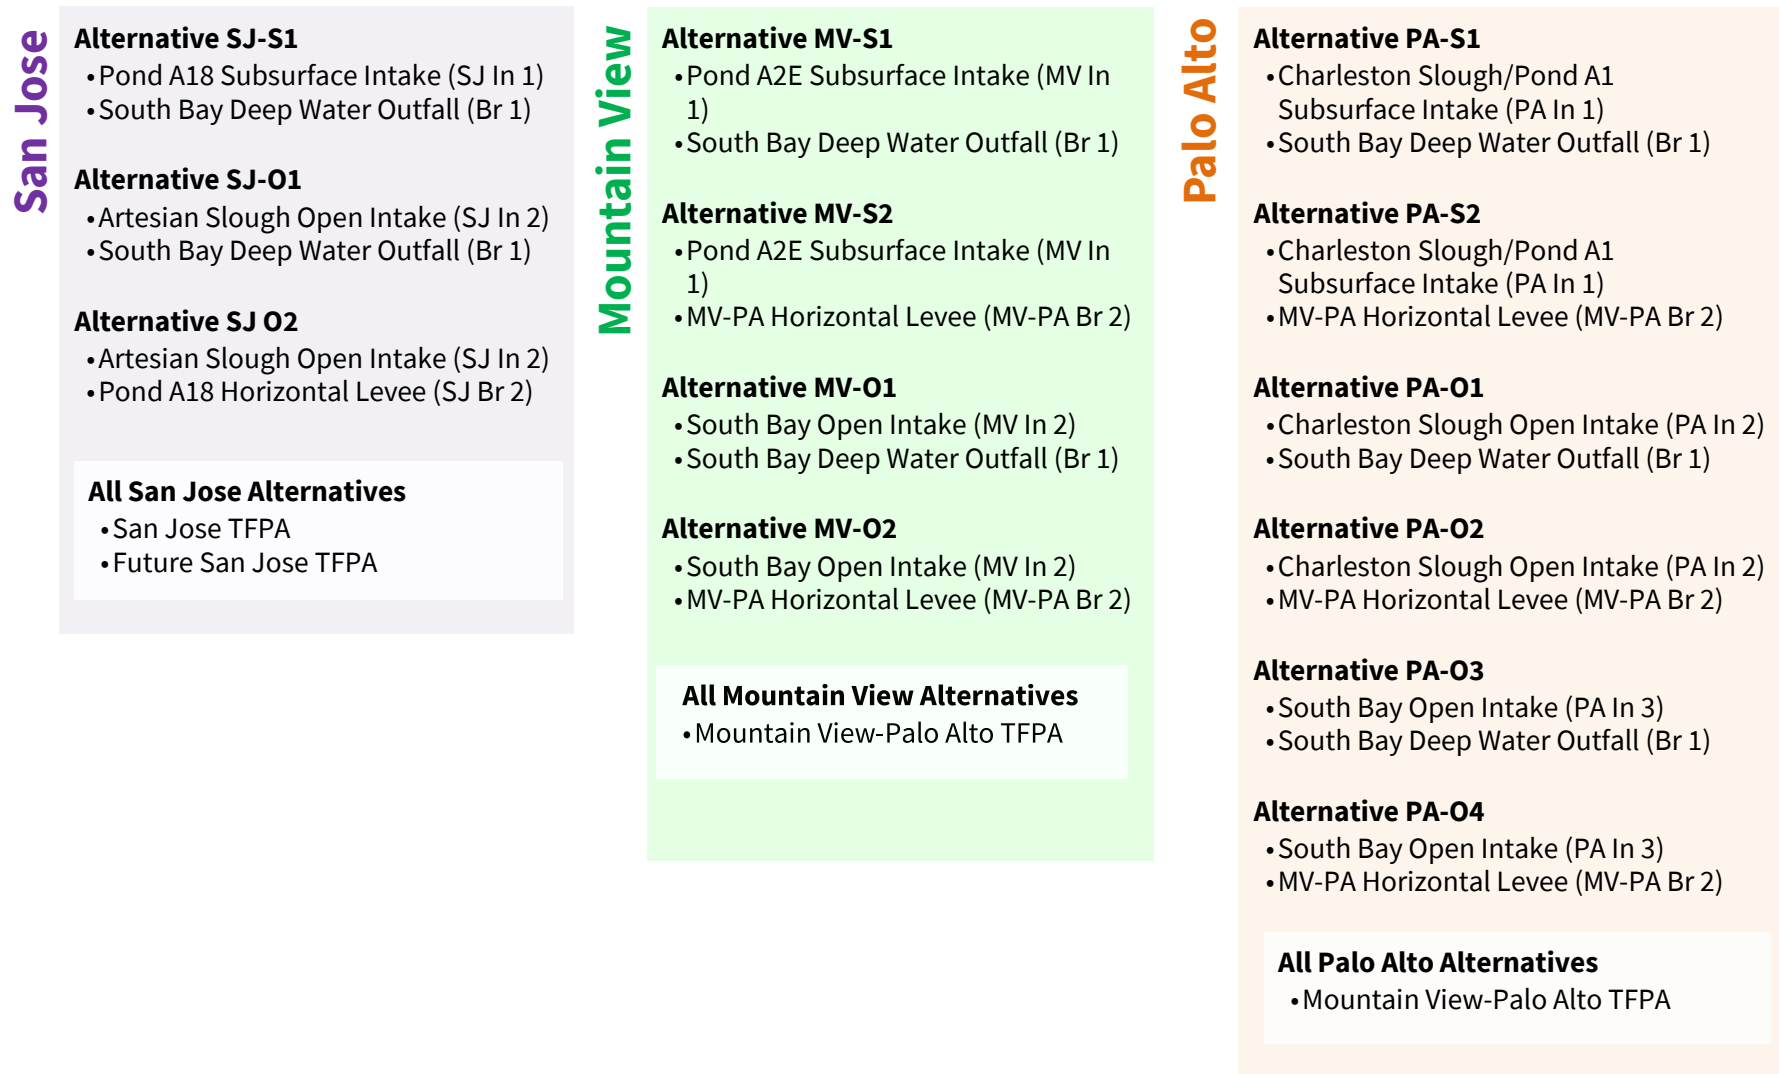 San Jose
Alternative SJ-S1
•Pond A18 Subsurface Intake (SJ In 1)
•South Bay Deep Water Outfall (Br 1)
Alternative SJ-O1
•Artesian Slough Open Intake (SJ In 2)
•South Bay Deep Water Outfall (Br 1)
Alternative SJ O2
•Artesian Slough Open Intake (SJ In 2)
•Pond A18 Horizontal Levee (SJ Br 2)
All San Jose Alternatives
•San Jose TFPA
•Future San Jose TFPA
Mountain View
Alternative MV-S1
•Pond A2E Subsurface Intake (MV In
1)
•South Bay Deep Water Outfall (Br 1)
Alternative MV-S2
•Pond A2E Subsurface Intake (MV In
1)
•MV-PA Horizontal Levee (MV-PA Br 2)
Alternative MV-O1
•South Bay Open Intake (MV In 2)
•South Bay Deep Water Outfall (Br 1)
Alternative MV-O2
•South Bay Open Intake (MV In 2)
•MV-PA Horizontal Levee (MV-PA Br 2)
All Mountain View Alternatives
•Mountain View-Palo Alto TFPA
Palo Alto
Alternative PA-S1
•Charleston Slough/Pond A1
Subsurface Intake (PA In 1)
•South Bay Deep Water Outfall (Br 1)
Alternative PA-S2
•Charleston Slough/Pond A1
Subsurface Intake (PA In 1)
•MV-PA Horizontal Levee (MV-PA Br 2)
Alternative PA-O1
•Charleston Slough Open Intake (PA In 2)
•South Bay Deep Water Outfall (Br 1)
Alternative PA-O2
•Charleston Slough Open Intake (PA In 2)
•MV-PA Horizontal Levee (MV-PA Br 2)
Alternative PA-O3
•South Bay Open Intake (PA In 3)
•South Bay Deep Water Outfall (Br 1)
Alternative PA-O4
•South Bay Open Intake (PA In 3)
•MV-PA Horizontal Levee (MV-PA Br 2)
All Palo Alto Alternatives
•Mountain View-Palo Alto TFPA